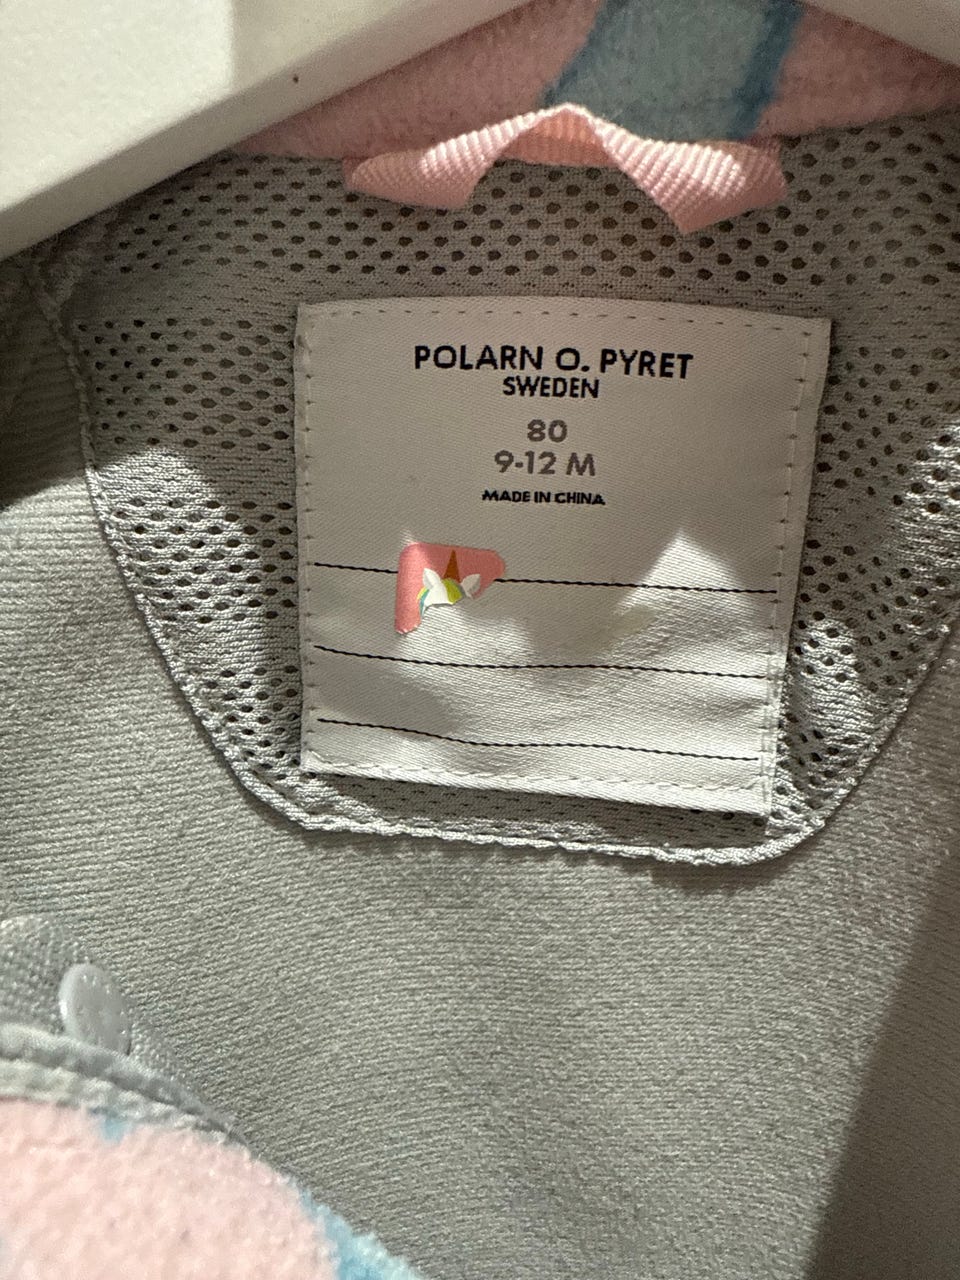 POLARN O. PYRET
SWEDEN
80
9-12 M
MADE IN CHINA